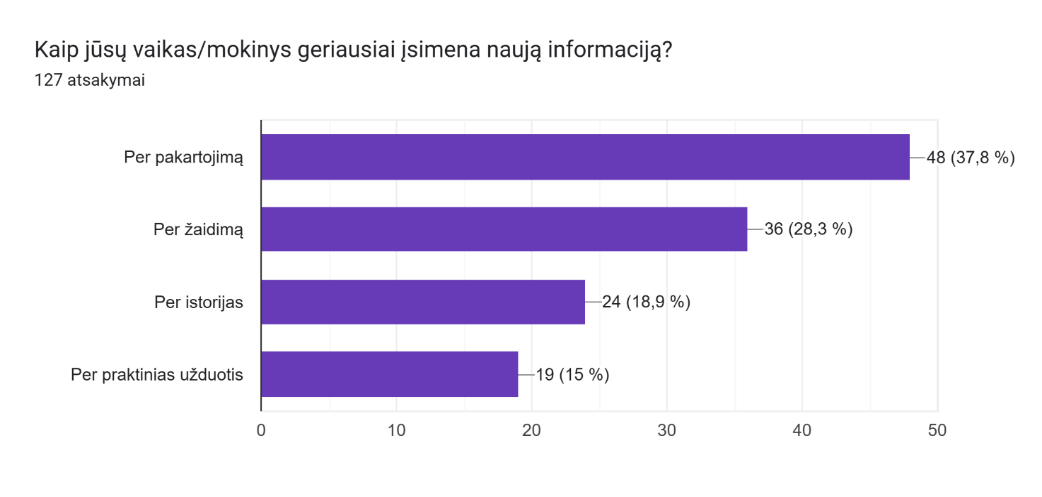 Kaip jūsų vaikas/mokinys geriausiai įsimena naują informaciją?
127 atsakymai
Per pakartojimą
48 (37,8 %)
Per žaidimą
36 (28,3 %)
Per istorijas
24 (18,9 %)
Per praktinias užduotis
19 (15 %)
0 10 20 30 40 50